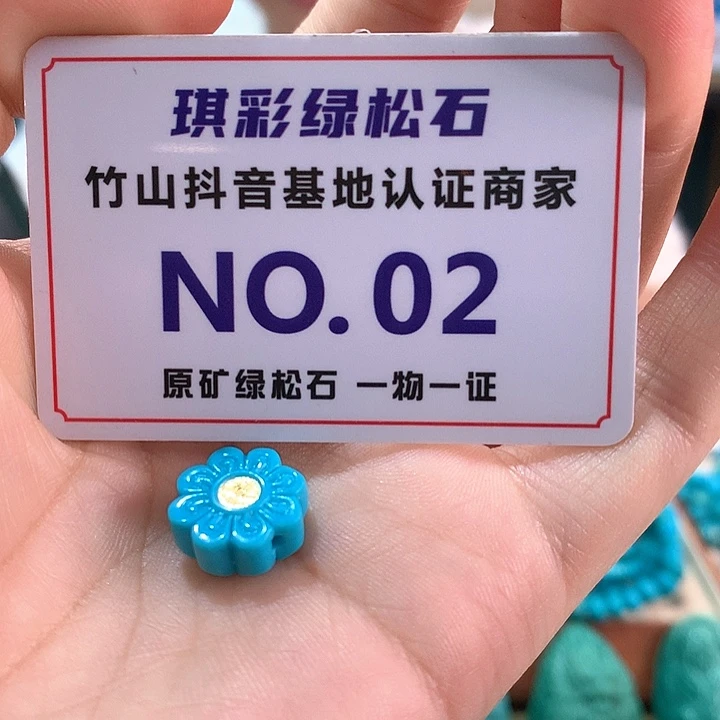 琪彩绿松石
竹山抖音基地认证商家
NO. 02
原矿绿松石 一物一证